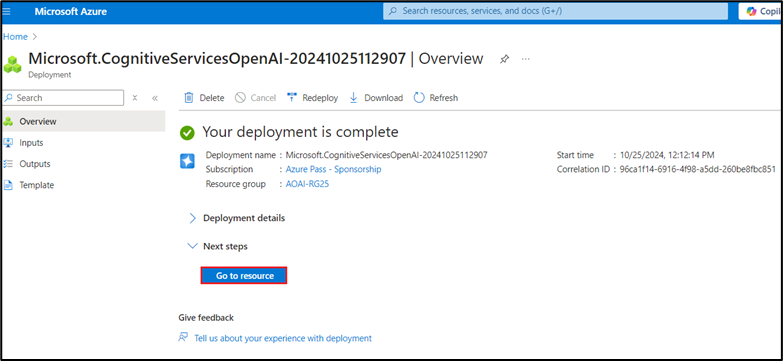 Microsoft Azure
Search resources, services, and docs (G+/)
Copil
Home
Microsoft.CognitiveServicesOpenAI-20241025112907 | Overview
Deployment
Search
Delete
Cancel
Redeploy
Download
Refresh
Overview
Inputs
Outputs
Template
Your deployment is complete
Deployment name : Microsoft.CognitiveServicesOpenAI-20241025112907
Subscription : Azure Pass - Sponsorship
Resource group : AOAI-RG25
Start time : 10/25/2024, 12:12:14 PM
Correlation ID : 96ca1f14-6916-4f98-a5dd-260be8fbc851
Deployment details
Next steps
Go to resource
Give feedback
Tell us about your experience with deployment